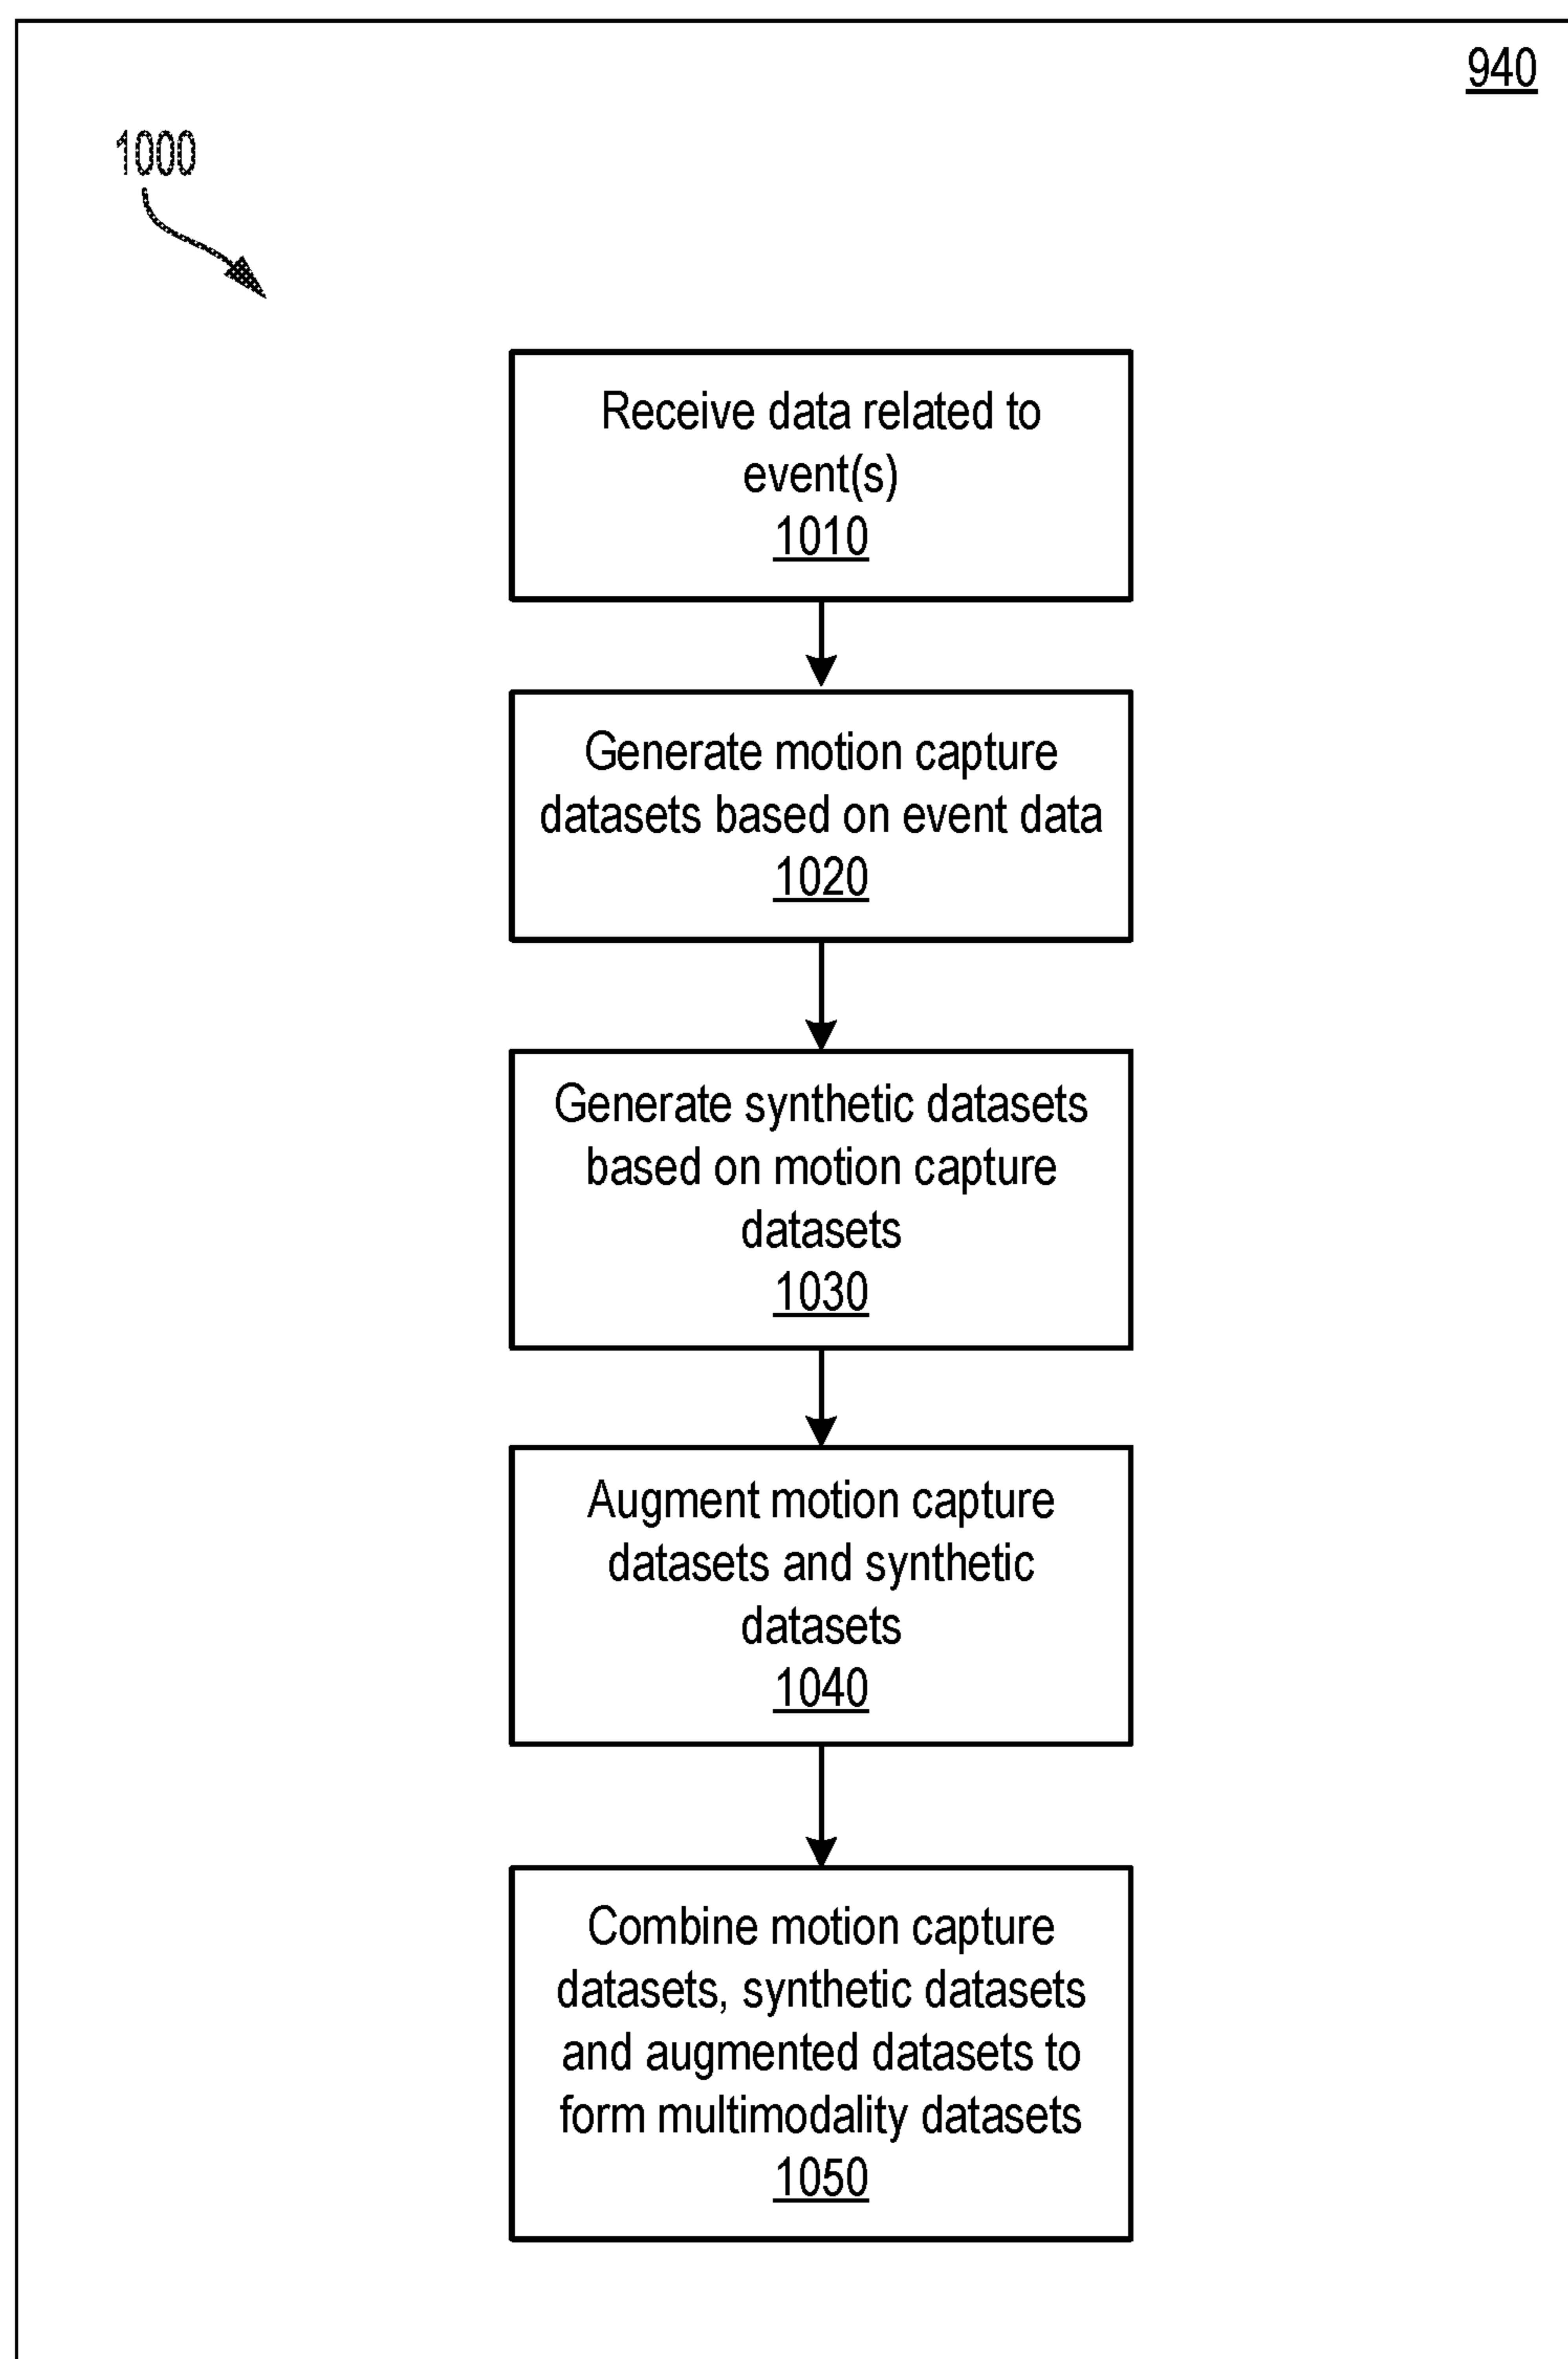 940
1000
Receive data related to
event(s)
1010
Generate motion capture
datasets based on event data
1020
Generate synthetic datasets
based on motion capture
datasets
1030
Augment motion capture
datasets and synthetic
datasets
1040
Combine motion capture
datasets, synthetic datasets
and augmented datasets to
form multimodality datasets
1050